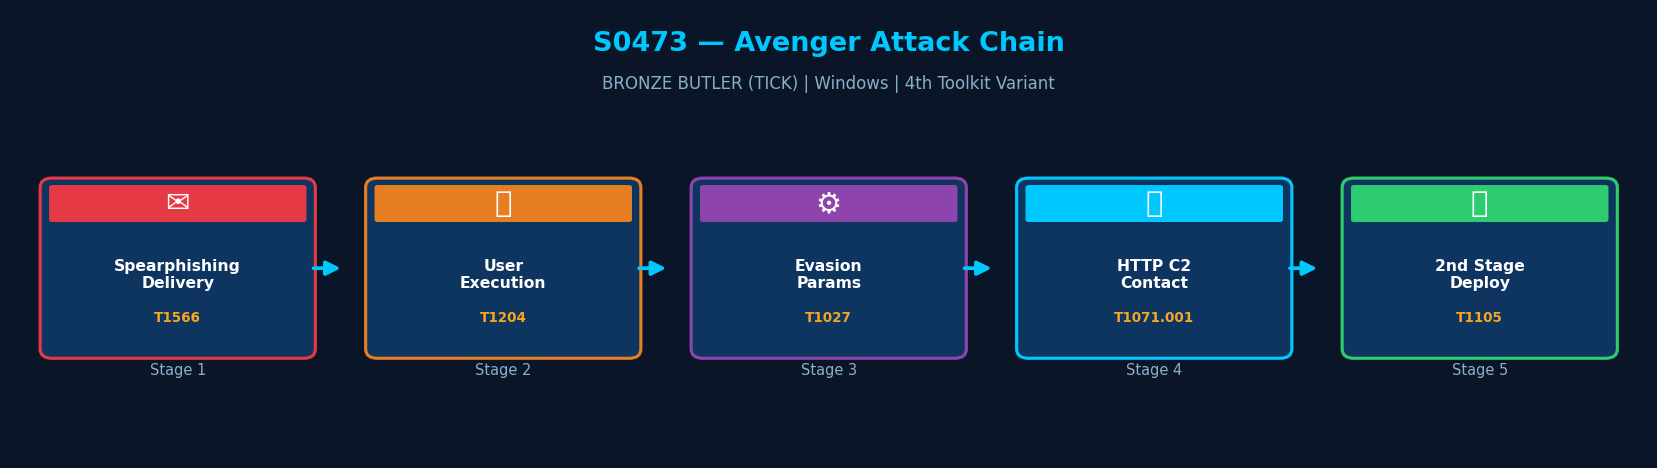 S0473 — Avenger Attack Chain
BRONZE BUTLER (TICK) | Windows | 4th Toolkit Variant
Spearphishing
Delivery
T1566
Stage 1
User
Execution
T1204
Stage 2
Evasion
Params
T1027
Stage 3
HTTP C2
Contact
T1071.001
Stage 4
2nd Stage
Deploy
T1105
Stage 5